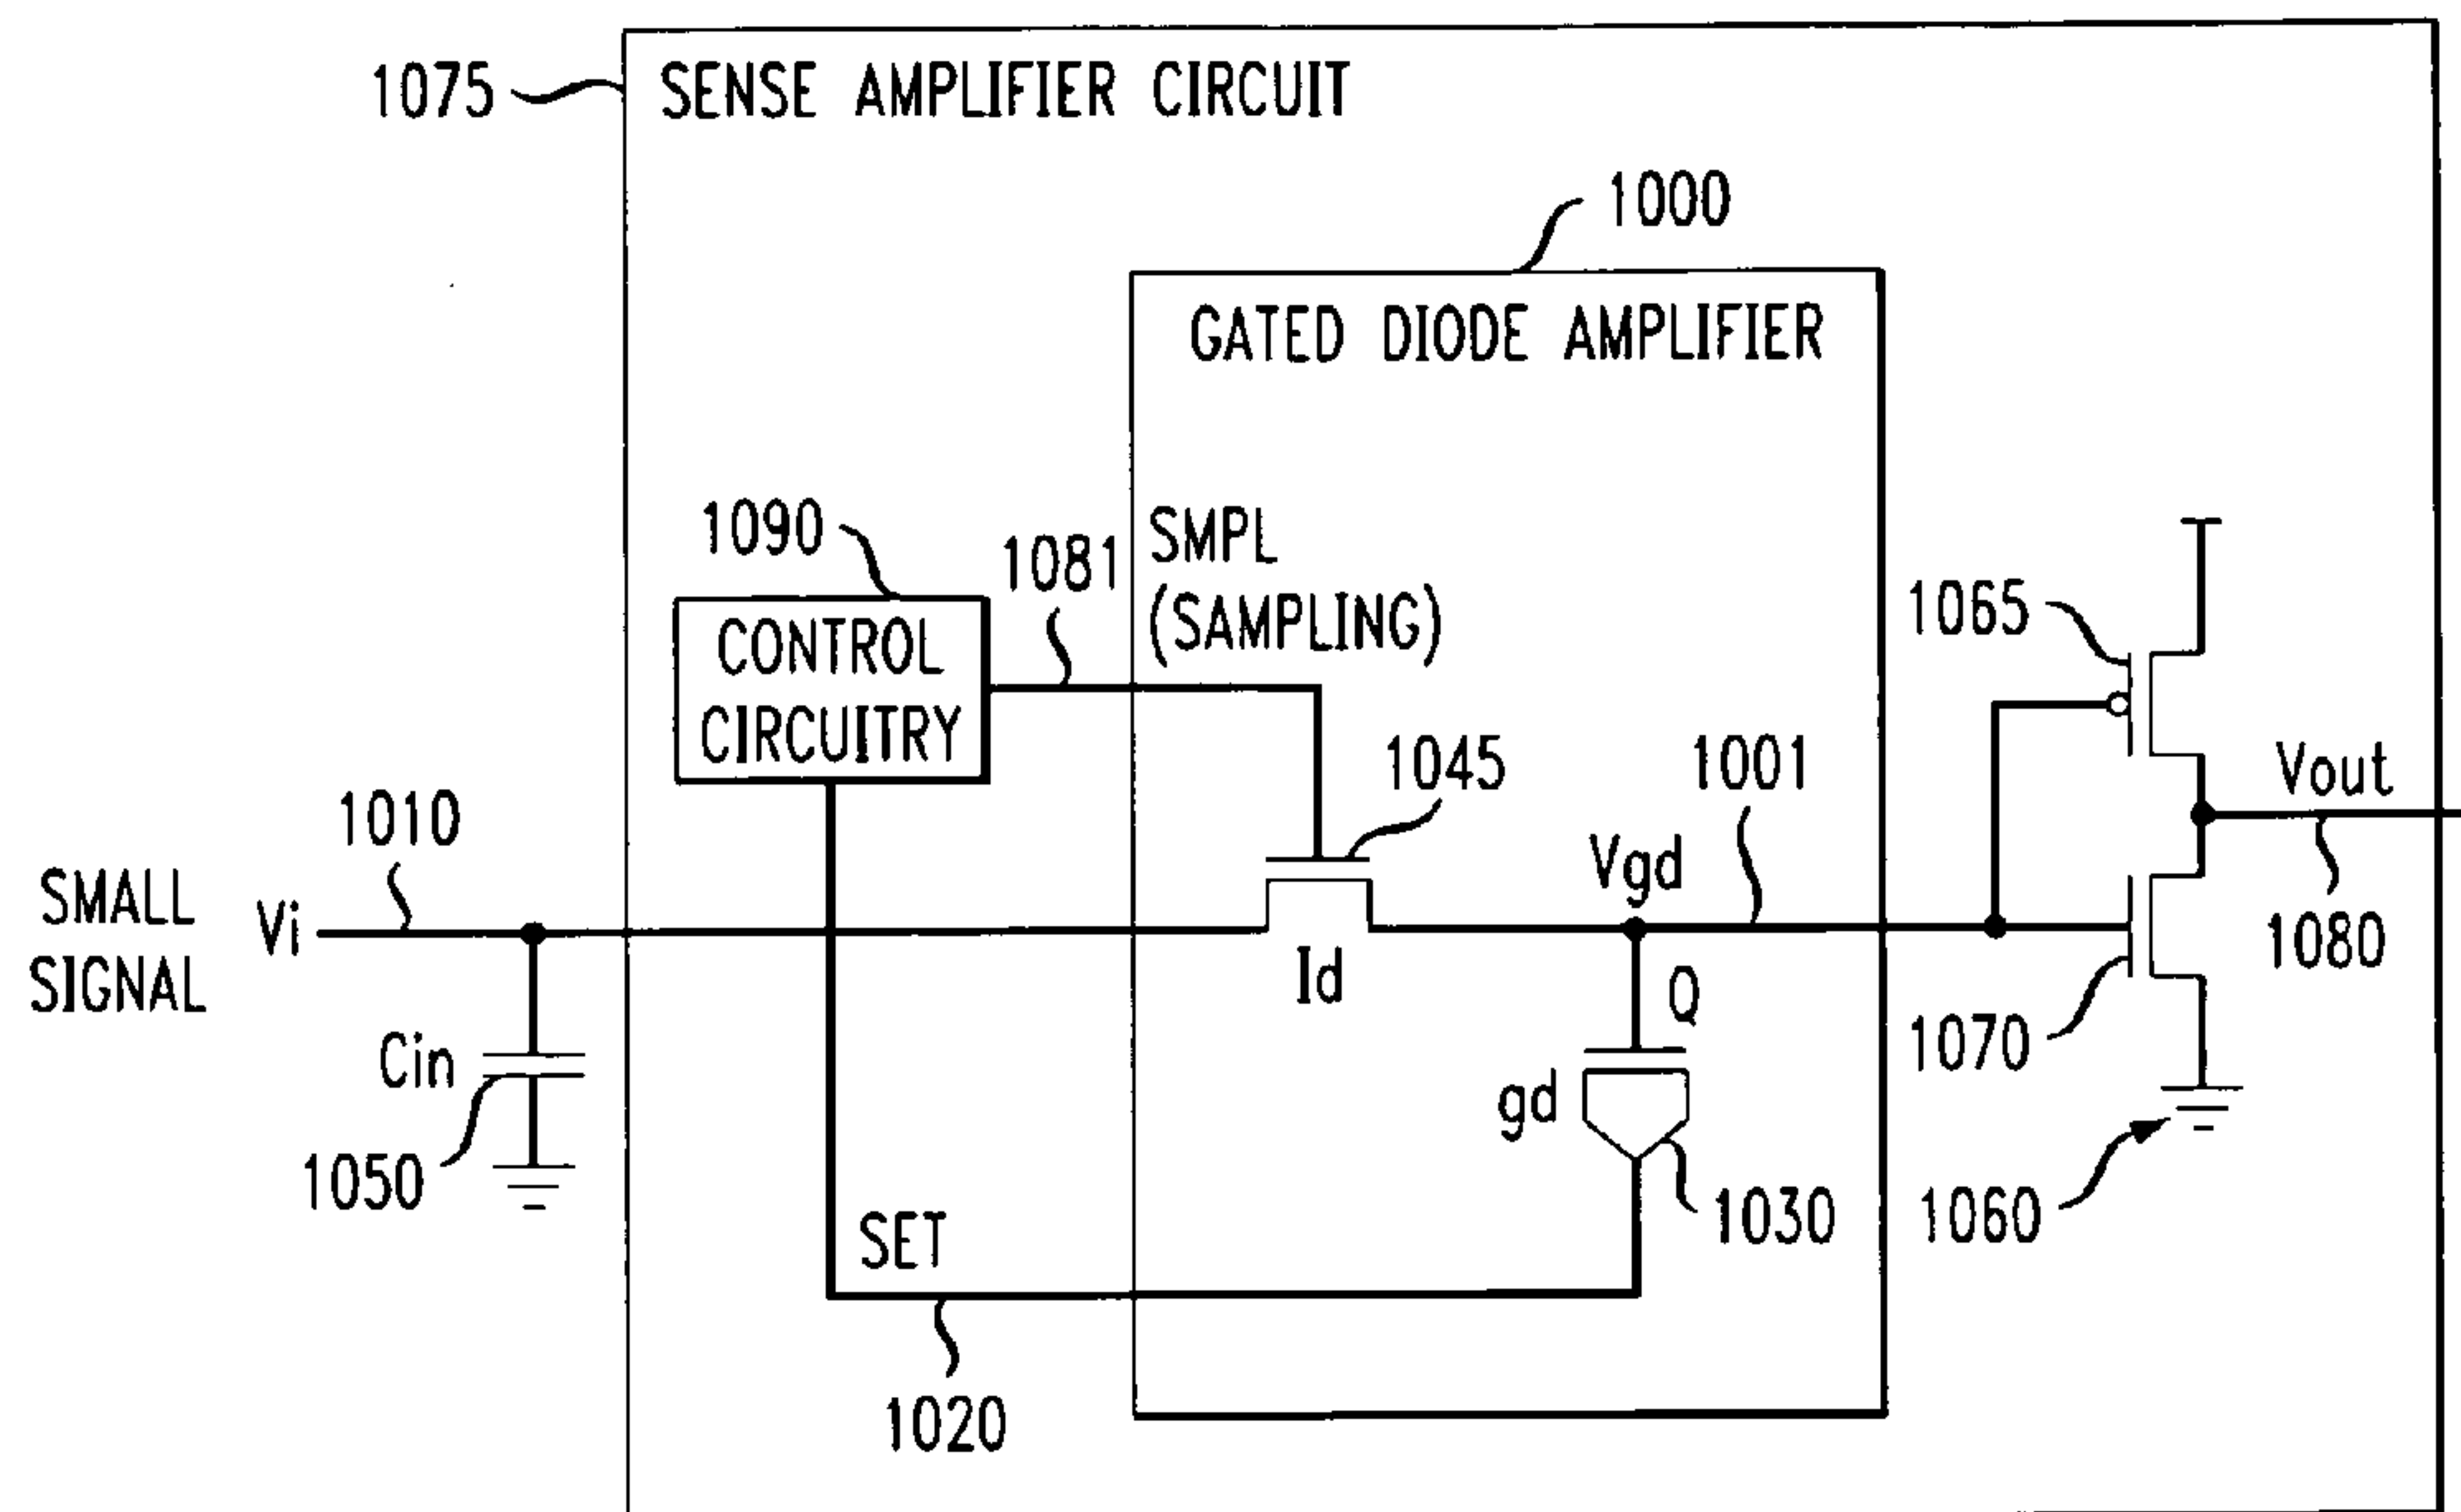 1075
SENSE AMPLIFIER CIRCUIT
1000
GATED DIODE AMPLIFIER
1090
1081
SMPL
(SAMPLING)
CONTROL
CIRCUITRY
1065
1045
1001
Vout
1010
Vgd
SMALL
SIGNAL
Vi
1080
Id
Q
Cin
gd
1070
1050
SET
1030
1060
1020